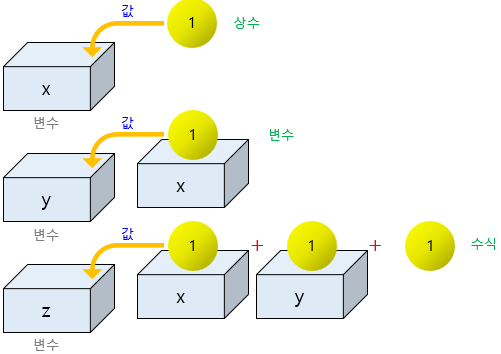 값 1 상수
x
변수
값 1 변수
y x
변수
값 1 + 1 + 1 수식
z x y
변수